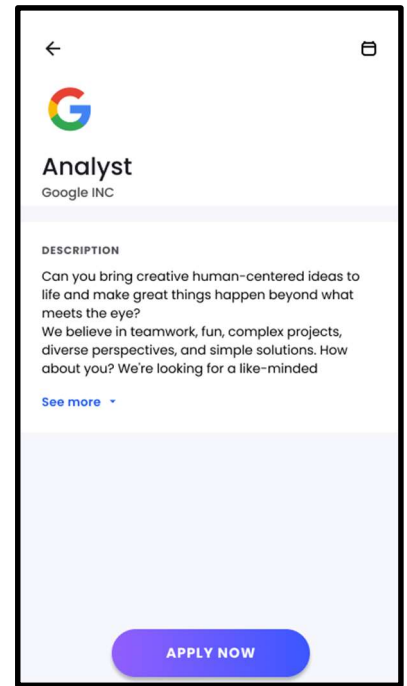 Analyst
Google INC
DESCRIPTION
Can you bring creative human-centered ideas to
life and make great things happen beyond what
meets the eye?
We believe in teamwork, fun, complex projects,
diverse perspectives, and simple solutions. How
about you? We're looking for a like-minded
See more
APPLY NOW